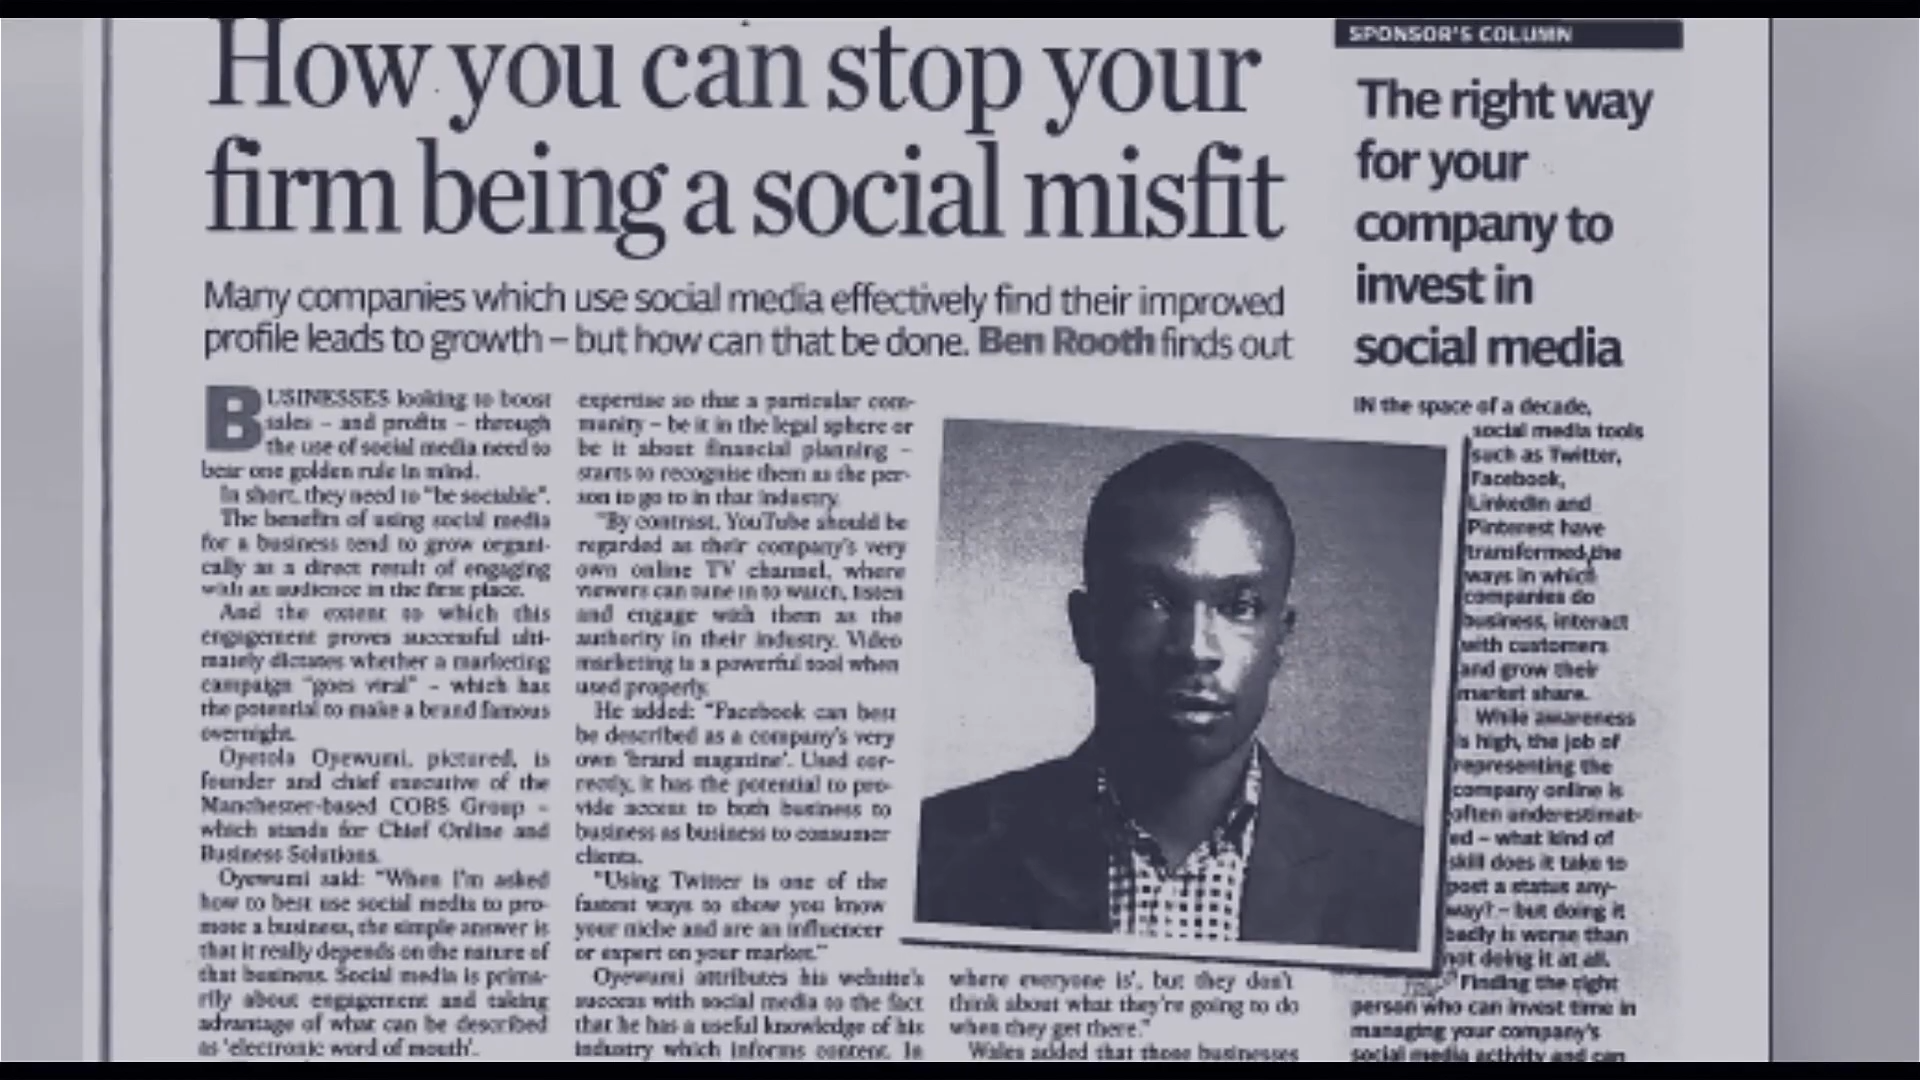 How you can stop your
firm being a social misfit
Many companies which use social media effectively find their improved
profile leads to growth – but how can that be done. Ben Rooth finds out
BUSINESSES looking to boost
sales – and profits – through
the use of social media need to
bear one golden rule in mind.
In short, they need to "be sociable".
The benefits of using social media
for a business tend to grow organi-
cally as a direct result of engaging
with an audience in the first place.
And the extent to which this
engagement proves successful ulti-
mately dictates whether a marketing
campaign "goes viral" – which has
the potential to make a brand famous
overnight.
Oyetola Oyewumi, pictured, is
founder and chief executive of the
Manchester-based COBS Group –
which stands for Chief Online and
Business Solutions.
Oyewumi said: "When I'm asked
how to best use social media to pro-
mote a business, the simple answer is
that it really depends on the nature of
that business. Social media is prima-
rily about engagement and taking
advantage of what can be described
as 'electronic word of mouth'.
expertise so that a particular com-
munity – be it in the legal sphere or
be it about financial planning –
starts to recognise them as the per-
son to go to in that industry.
"By contrast, YouTube should be
regarded as their company's very
own online TV channel, where
viewers can tune in to watch, listen
and engage with them as the
authority in their industry. Video
marketing is a powerful tool when
used properly.
He added: "Facebook can best
be described as a company's very
own 'brand magazine'. Used cor-
rectly, it has the potential to pro-
vide access to both business to
business as business to consumer
clients.
"Using Twitter is one of the
fastest ways to show you know
your niche and are an influencer
or expert on your market."
Oyewumi attributes his website's
success with social media to the fact
that he has a useful knowledge of his
industry which informs content. In
where everyone is', but they don't
think about what they're going to do
when they get there."
Wales added that those businesses
SPONSOR'S COLUMN
The right way
for your
company to
invest in
social media
IN the space of a decade,
social media tools
such as Twitter,
Facebook,
LinkedIn and
Pinterest have
transformed the
ways in which
companies do
business, interact
with customers
and grow their
market share.
While awareness
is high, the job of
representing the
company online is
often underestimat-
ed – what kind of
skill does it take to
post a status any-
way? – but doing it
badly is worse than
not doing it at all.
Finding the right
person who can invest time in
managing your company's
social media activity and can